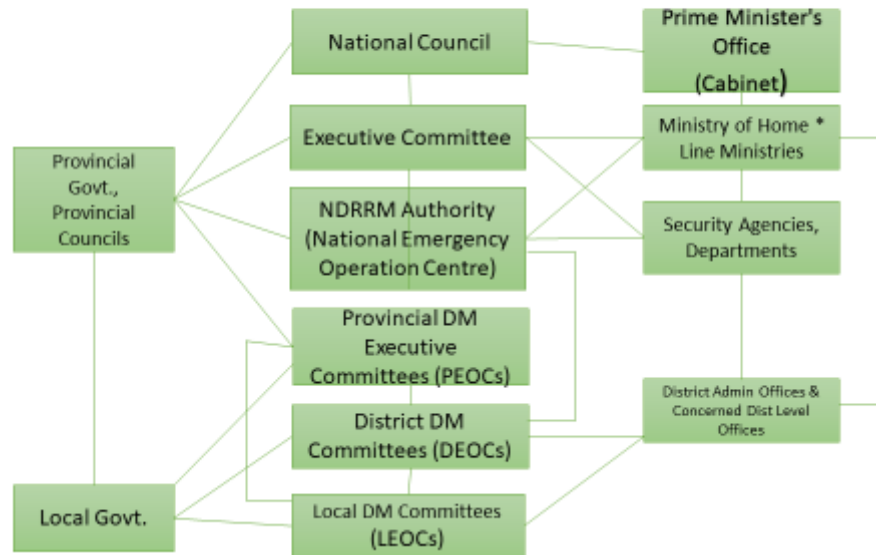 National Council
Prime Minister's
Office
(Cabinet)
Executive Committee
Ministry of Home *
Line Ministries
Provincial
Govt.,
Provincial
Councils
NDRRM Authority
(National Emergency
Operation Centre)
Security Agencies,
Departments
Provincial DM
Executive
Committees (PEOCs)
District DM
Committees (DEOCs)
District Admin Offices &
Concerned Dist Level
Offices
Local Govt.
Local DM Committees
(LEOCs)